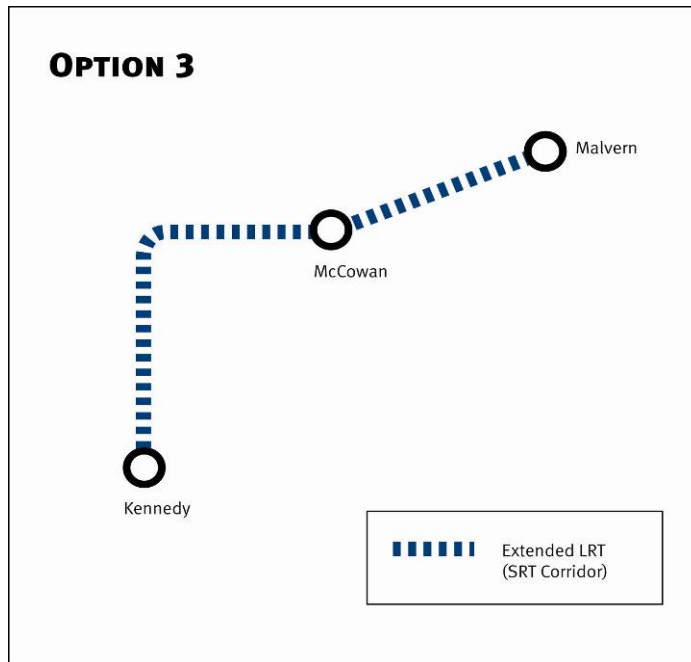 OPTION 3
Malvern
McCowan
Kennedy
Extended LRT
(SRT Corridor)